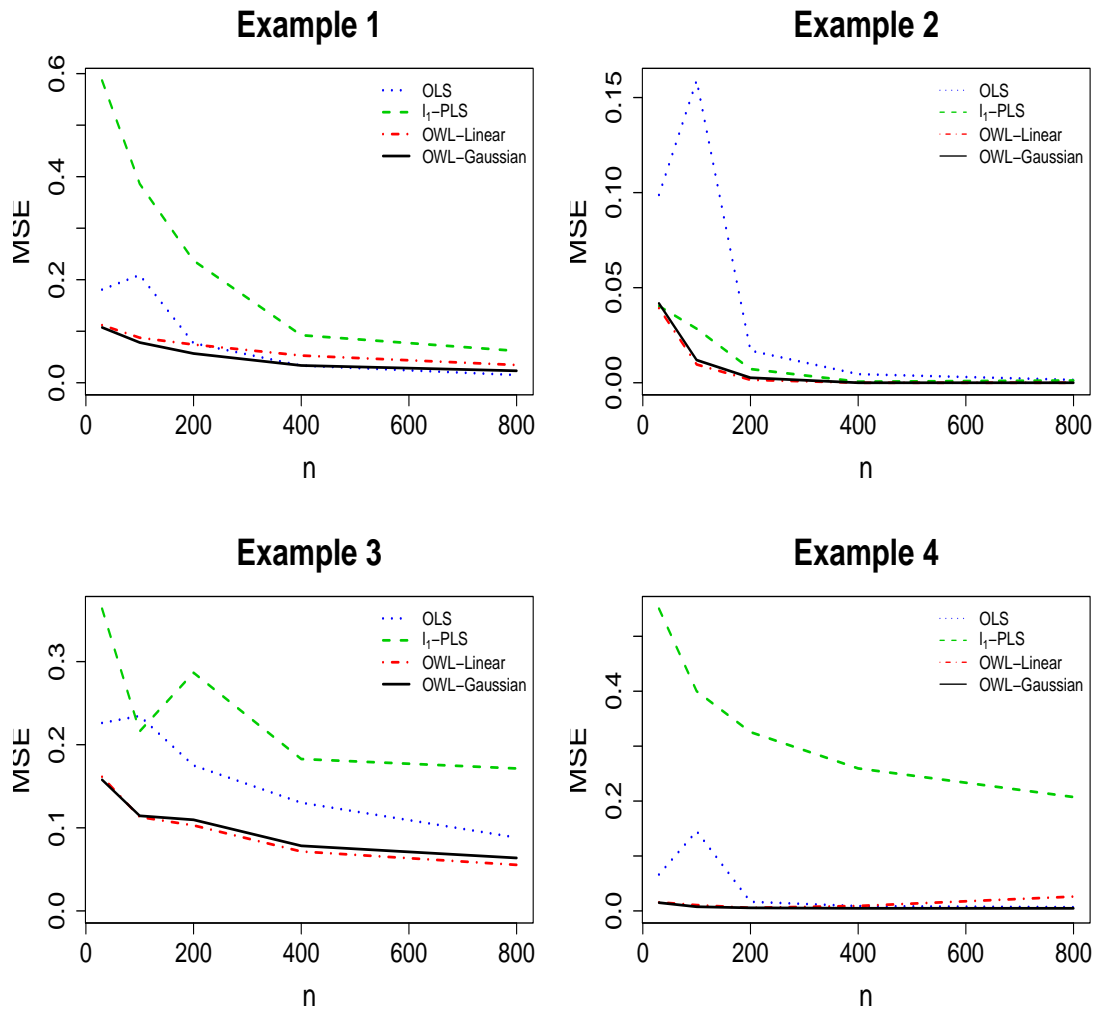 Example 1
MSE
0.0 0.2 0.4 0.6
OLS
l₁−PLS
OWL−Linear
OWL−Gaussian
0 200 400 600 800
n
Example 2
MSE
0.00 0.05 0.10 0.15
OLS
l₁−PLS
OWL−Linear
OWL−Gaussian
0 200 400 600 800
n
Example 3
MSE
0.0 0.1 0.2 0.3
OLS
l₁−PLS
OWL−Linear
OWL−Gaussian
0 200 400 600 800
n
Example 4
MSE
0.0 0.2 0.4
OLS
l₁−PLS
OWL−Linear
OWL−Gaussian
0 200 400 600 800
n